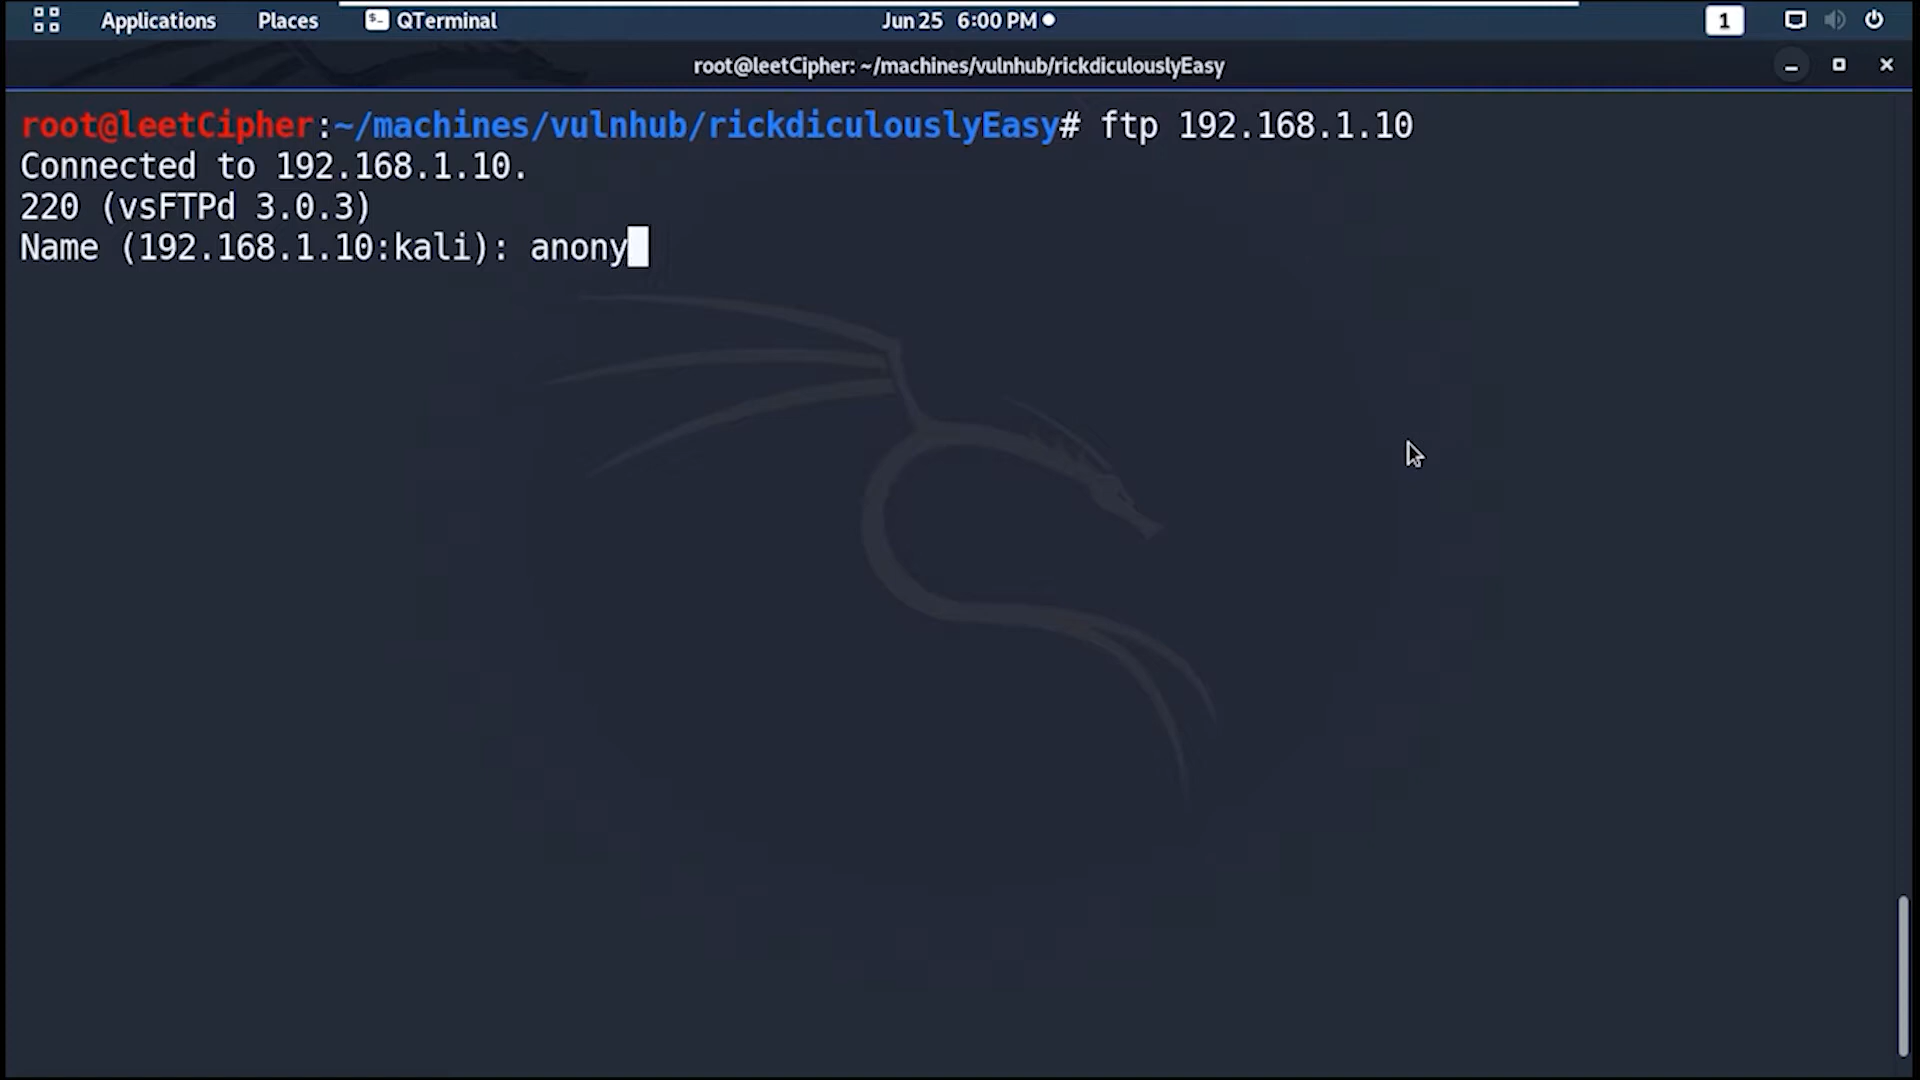 Applications Places QTerminal Jun 25 6:00 PM 1
root@leetCipher: ~/machines/vulnhub/rickdiculouslyEasy
root@leetCipher:~/machines/vulnhub/rickdiculouslyEasy# ftp 192.168.1.10
Connected to 192.168.1.10.
220 (vsFTPd 3.0.3)
Name (192.168.1.10:kali): anony